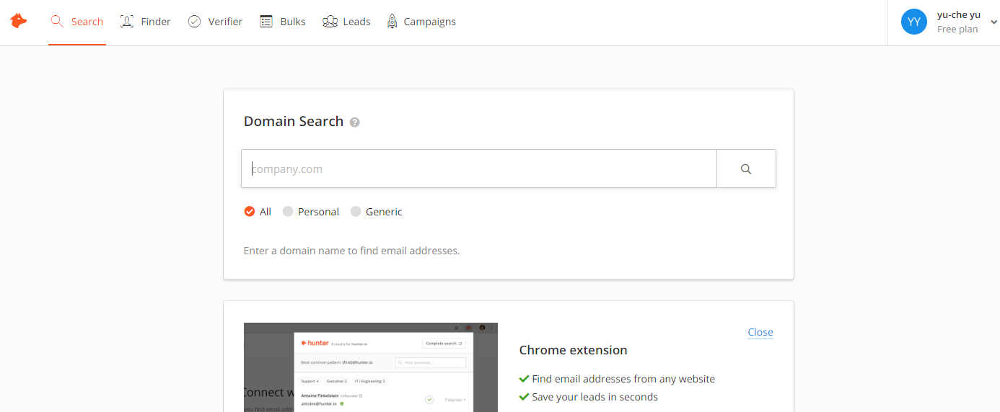 Search Finder Verifier Bulks Leads Campaigns
YY yu-che yu
Free plan
Domain Search ?
company.com
All Personal Generic
Enter a domain name to find email addresses.
Close
Chrome extension
Find email addresses from any website
Save your leads in seconds
hunter 9 results for hunter.io Complete search
Most common pattern: {first}@hunter.io Find someone...
Support: 4 Executive: 2 IT / Engineering: 3
Connect w
Antoine Finkelstein Cofounder 7 sources
antoine@hunter.io
you find email addr